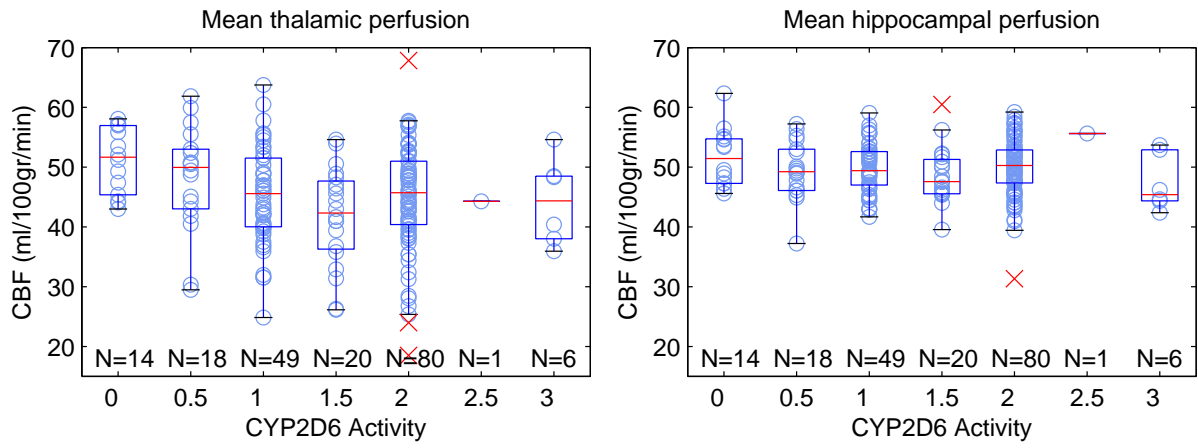 Mean thalamic perfusion
CBF (ml/100gr/min)
70
60
50
40
30
20
N=14 N=18 N=49 N=20 N=80 N=1 N=6
0 0.5 1 1.5 2 2.5 3
CYP2D6 Activity
Mean hippocampal perfusion
CBF (ml/100gr/min)
70
60
50
40
30
20
N=14 N=18 N=49 N=20 N=80 N=1 N=6
0 0.5 1 1.5 2 2.5 3
CYP2D6 Activity